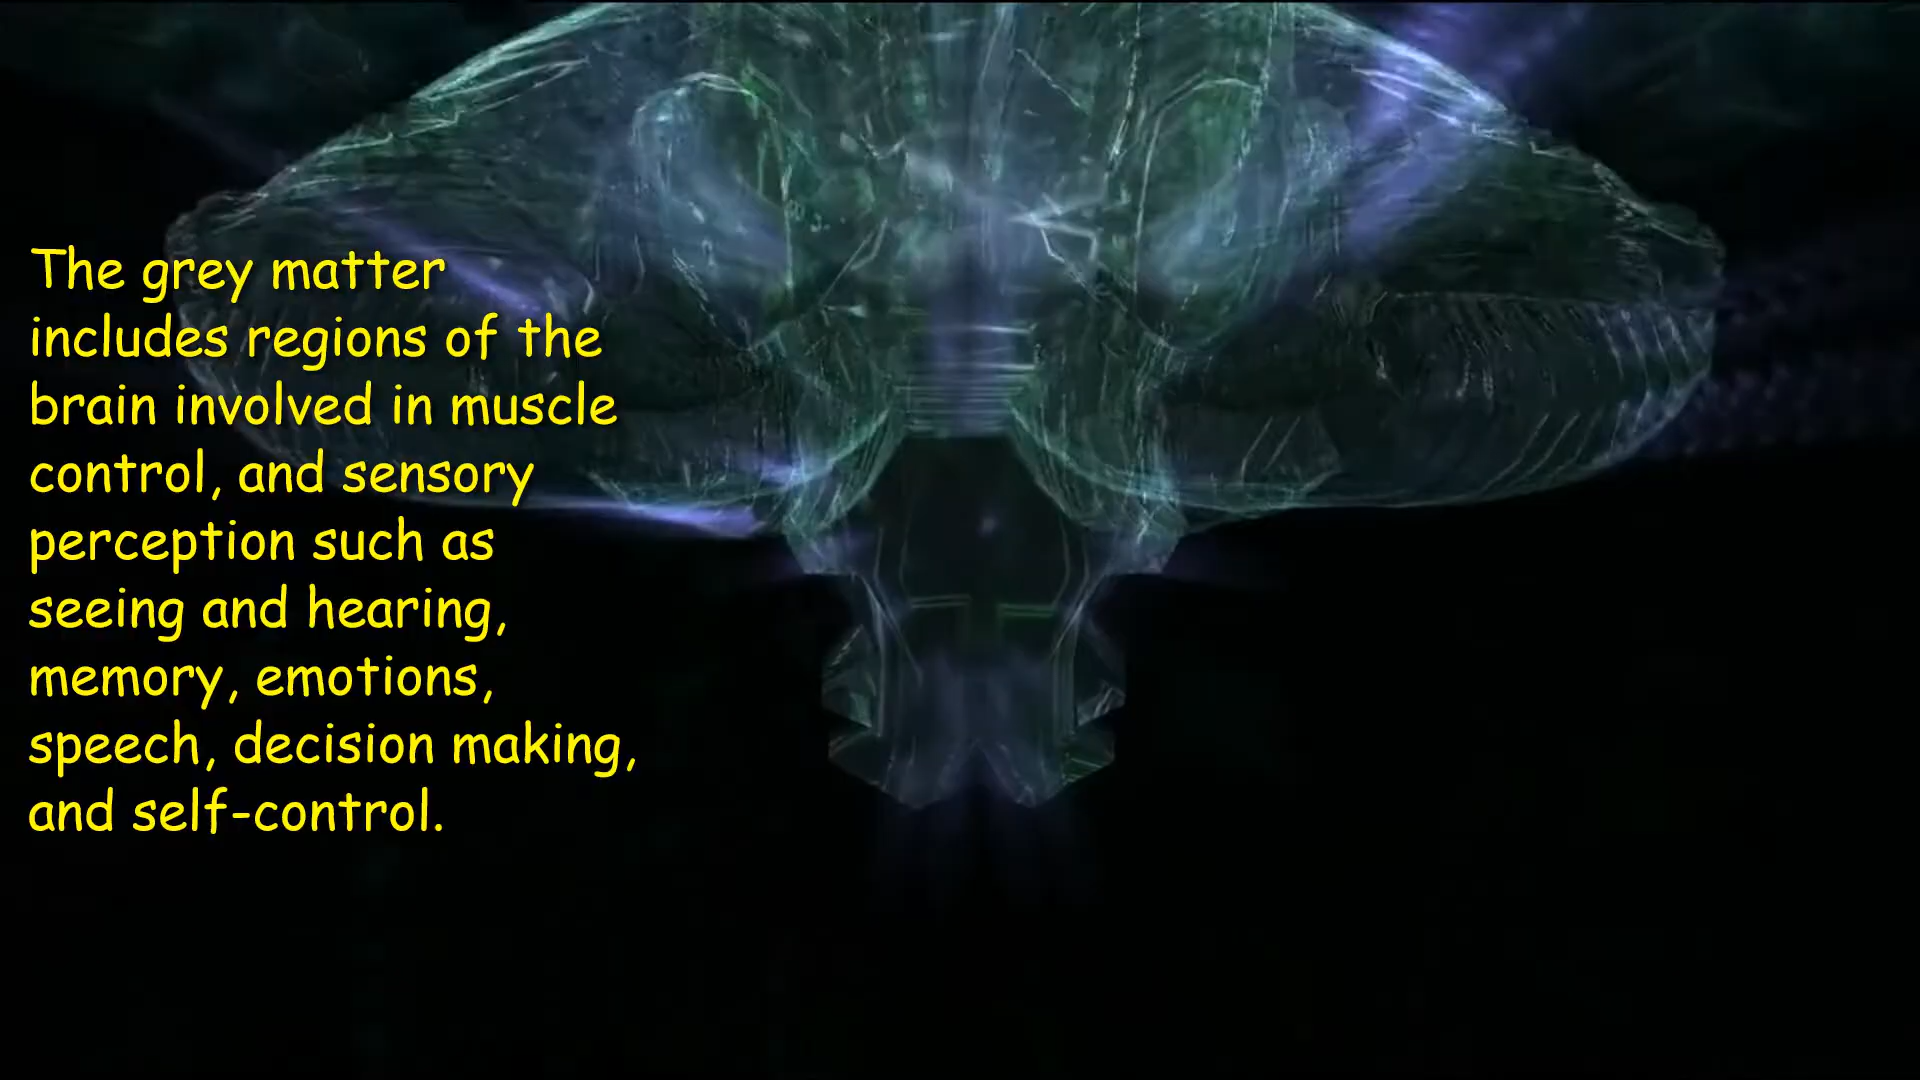 The grey matter
includes regions of the
brain involved in muscle
control, and sensory
perception such as
seeing and hearing,
memory, emotions,
speech, decision making,
and self-control.